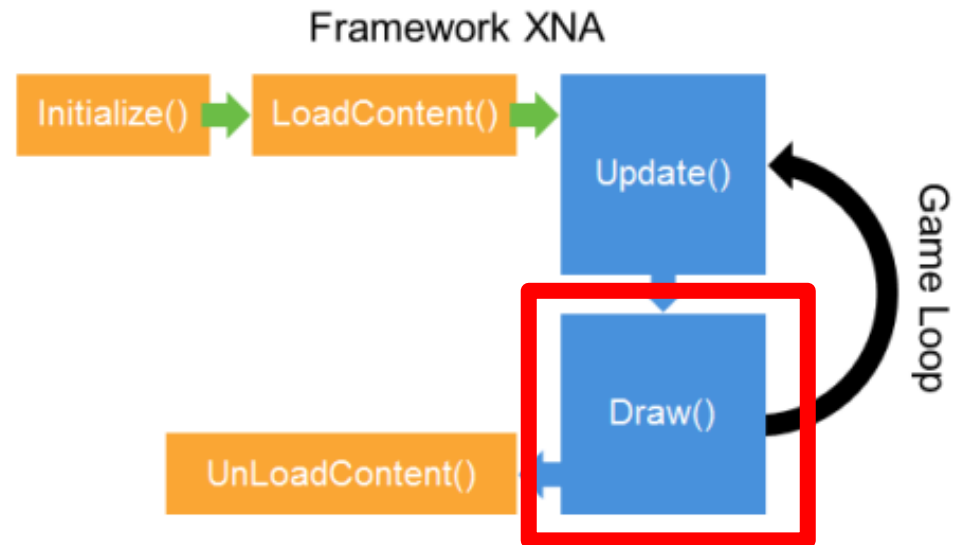 Framework XNA
Initialize()
LoadContent()
Update()
Game Loop
Draw()
UnLoadContent()